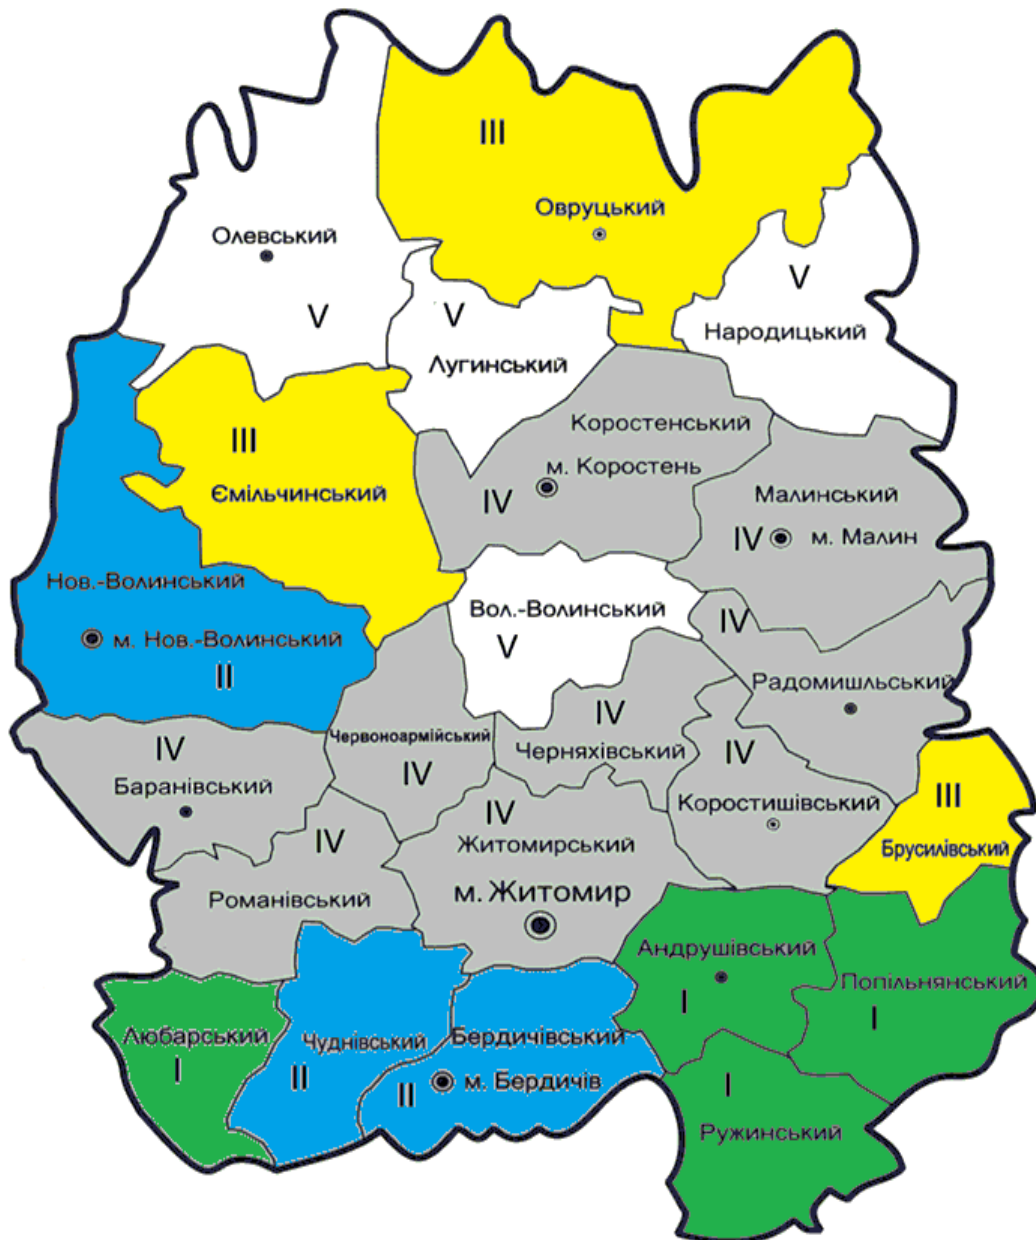 III
Овруцький
Олевський
V
V
V
Лугинський
Народицький
III
Ємільчинський
Коростенський
м. Коростень
IV
Малинський
IV
м. Малин
Нов.-Волинський
м. Нов.-Волинський
II
Вол.-Волинський
V
IV
Радомишльський
IV
Баранівський
Червоноармійський
IV
IV
Черняхівський
IV
Коростишівський
III
Брусилівський
IV
Романівський
IV
Житомирський
м. Житомир
Андрушівський
I
Попільнянський
I
Любарський
I
Чуднівський
II
Бердичівський
II
м. Бердичів
I
Ружинський